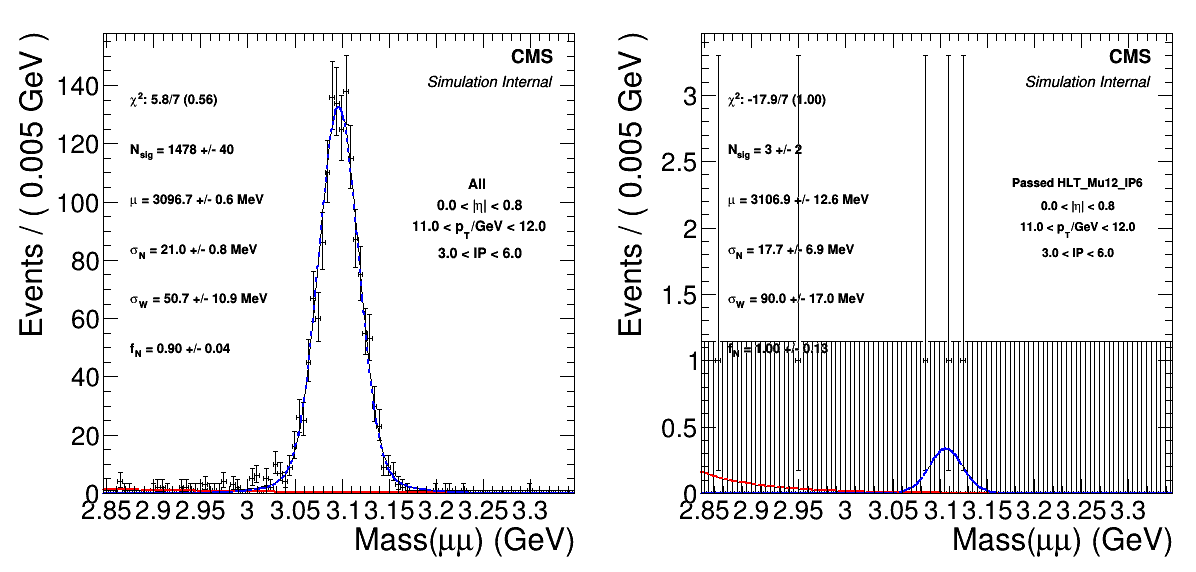 CMS
Simulation Internal
χ²: 5.8/7 (0.56)
N_sig = 1478 +/- 40
μ = 3096.7 +/- 0.6 MeV
σ_N = 21.0 +/- 0.8 MeV
σ_W = 50.7 +/- 10.9 MeV
f_N = 0.90 +/- 0.04
All
0.0 < |η| < 0.8
11.0 < p_T/GeV < 12.0
3.0 < IP < 6.0
Events / ( 0.005 GeV )
140
120
100
80
60
40
20
0
2.85 2.9 2.95 3 3.05 3.1 3.15 3.2 3.25 3.3
Mass(μμ) (GeV)
CMS
Simulation Internal
χ²: -17.9/7 (1.00)
N_sig = 3 +/- 2
μ = 3106.9 +/- 12.6 MeV
σ_N = 17.7 +/- 6.9 MeV
σ_W = 90.0 +/- 17.0 MeV
f_N = 1.00 +/- 0.13
Passed HLT_Mu12_IP6
0.0 < |η| < 0.8
11.0 < p_T/GeV < 12.0
3.0 < IP < 6.0
Events / ( 0.005 GeV )
3
2.5
2
1.5
1
0.5
0
2.85 2.9 2.95 3 3.05 3.1 3.15 3.2 3.25 3.3
Mass(μμ) (GeV)